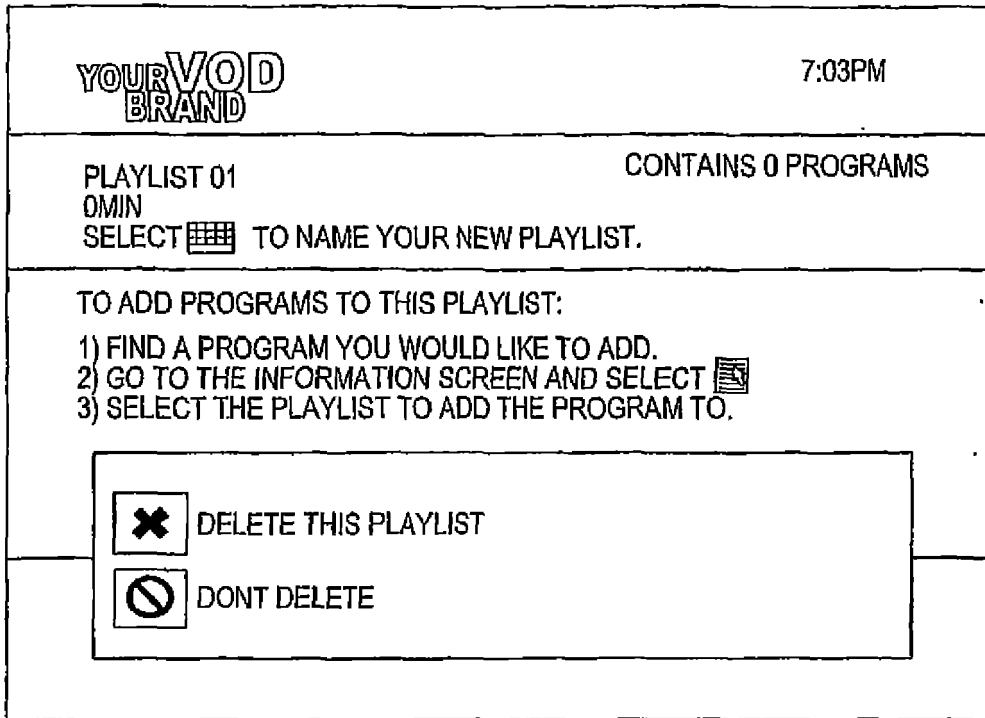 YOUR VOD
BRAND
7:03PM
PLAYLIST 01
CONTAINS 0 PROGRAMS
0MIN
SELECT TO NAME YOUR NEW PLAYLIST.
TO ADD PROGRAMS TO THIS PLAYLIST:
1) FIND A PROGRAM YOU WOULD LIKE TO ADD.
2) GO TO THE INFORMATION SCREEN AND SELECT
3) SELECT THE PLAYLIST TO ADD THE PROGRAM TO.
DELETE THIS PLAYLIST
DONT DELETE